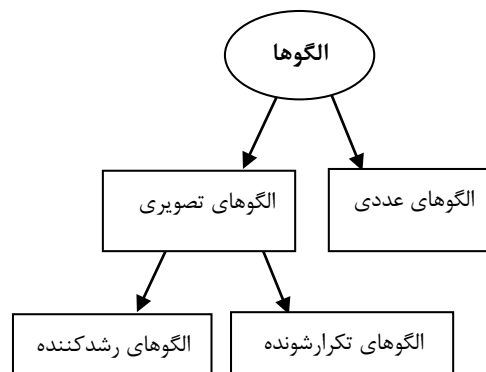 الگوها
الگوهای عددی
الگوهای تصویری
الگوهای تکرارشونده
الگوهای رشدکننده